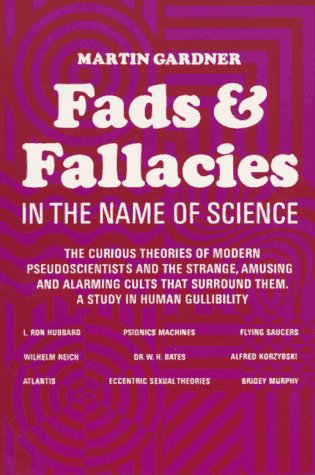 MARTIN GARDNER
Fads &
Fallacies
IN THE NAME OF SCIENCE
THE CURIOUS THEORIES OF MODERN
PSEUDOSCIENTISTS AND THE STRANGE, AMUSING
AND ALARMING CULTS THAT SURROUND THEM.
A STUDY IN HUMAN GULLIBILITY
L. RON HUBBARD PSIONICS MACHINES FLYING SAUCERS
WILHELM REICH DR. W. H. BATES ALFRED KORZYBSKI
ATLANTIS ECCENTRIC SEXUAL THEORIES BRIDEY MURPHY